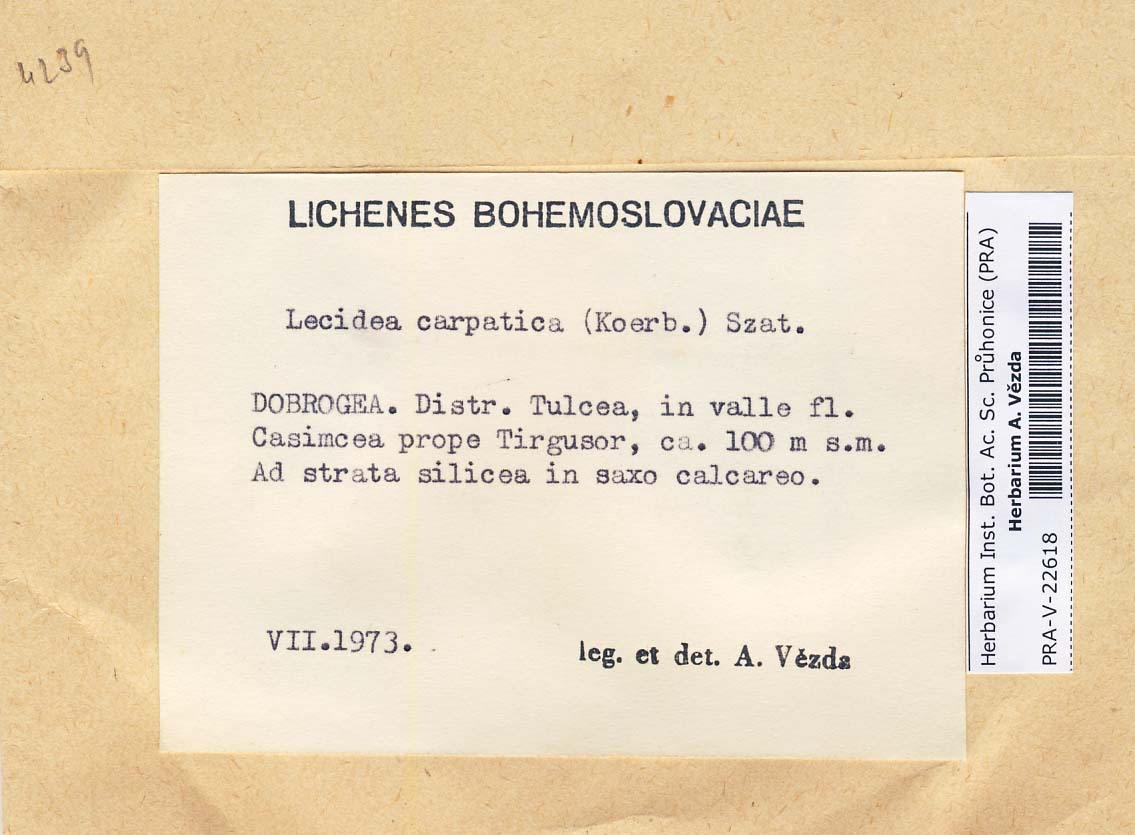 4239
LICHENES BOHEMOSLOVACIAE
Lecidea carpatica (Koerb.) Szat.
DOBROGEA. Distr. Tulcea, in valle fl.
Casimcea prope Tirgusor, ca. 100 m s.m.
Ad strata silicea in saxo calcareo.
VII.1973.
leg. et det. A. Vězda
Herbarium Inst. Bot. Ac. Sc. Průhonice (PRA)
Herbarium A. Vězda
PRA-V-22618